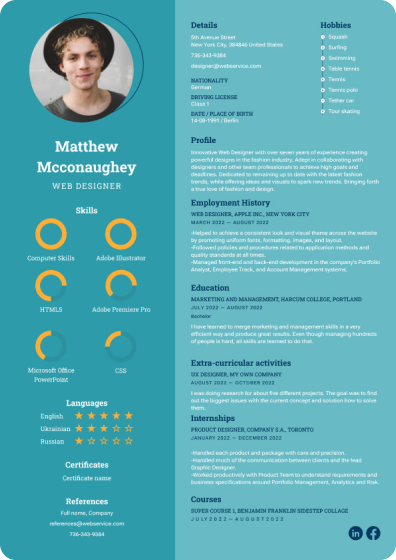 Matthew
Mcconaughey
WEB DESIGNER
Skills
Computer Skills
Adobe Illustrator
HTML5
Adobe Premiere Pro
Microsoft Office
PowerPoint
CSS
Languages
English
Ukrainian
Russian
Certificates
Certificate name
References
Full name, Company
references@webservice.com
736-343-9384
Details
5th Avenue Street
New York City, 384846 United States
736-343-9384
designer@webservice.com
NATIONALITY
German
DRIVING LICENSE
Class 1
DATE / PLACE OF BIRTH
14-08-1991 / Berlin
Hobbies
Squash
Surfing
Swimming
Table tennis
Tennis
Tennis polo
Tether car
Tour skating
Profile
Innovative Web Designer with over seven years of experience creating
powerful designs in the fashion industry. Adept in collaborating with
designers and other team professionals to achieve high goals and
deadlines. Dedicated to remaining up to date with the latest fashion
trends, while offering ideas and visuals to spark new trends. Bringing forth
a true love of fashion and design.
Employment History
WEB DESIGNER, APPLE INC., NEW YORK CITY
MARCH 2022 — AUGUST 2022
-Helped to achieve a consistent look and visual theme across the website
by promoting uniform fonts, formatting, images, and layout.
-Followed policies and procedures related to application methods and
quality standards at all times.
-Managed front-end and back-end development in the company's Portfolio
Analyst, Employee Track, and Account Management systems.
Education
MARKETING AND MANAGEMENT, HARCUM COLLEGE, PORTLAND
JULY 2022 — AUGUST 2022
Bachelor
I have learned to merge marketing and management skills in a very
efficient way and produce great results. Even though managing hundreds
of people is hard, all skills are learned to do that.
Extra-curricular activities
UX DESIGNER, MY OWN COMPANY
AUGUST 2022 — OCTOBER 2022
I was doing research for about five different projects. The goal was to find
out the biggest issues with the current concept and solution how to solve
them.
Internships
PRODUCT DESIGNER, COMPANY S.A., TORONTO
JANUARY 2022 — DECEMBER 2022
-Handled each product and package with care and precision.
-Handled much of the communication between clients and the lead
Graphic Designer.
-Worked productively with Product Team to understand requirements and
business specifications around Portfolio Management, Analytics and Risk.
Courses
SUPER COURSE 1, BENJAMIN FRANKLIN SIDESTEP COLLAGE
JULY 2022 — AUGUST 2022
in
f